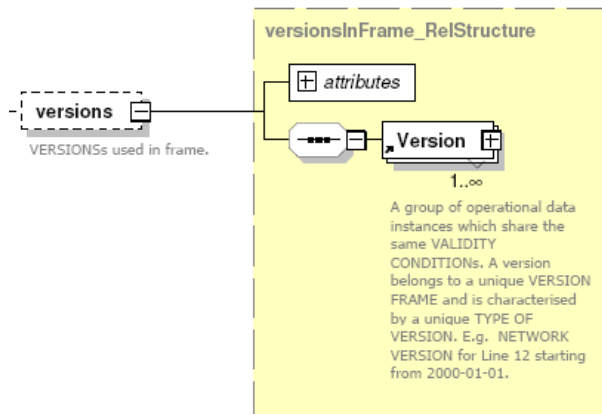 versionsInFrame_RelStructure
attributes
versions
VERSIONSs used in frame.
Version
1..∞
A group of operational data
instances which share the
same VALIDITY
CONDITIONs. A version
belongs to a unique VERSION
FRAME and is characterised
by a unique TYPE OF
VERSION. E.g.  NETWORK
VERSION for Line 12 starting
from 2000-01-01.